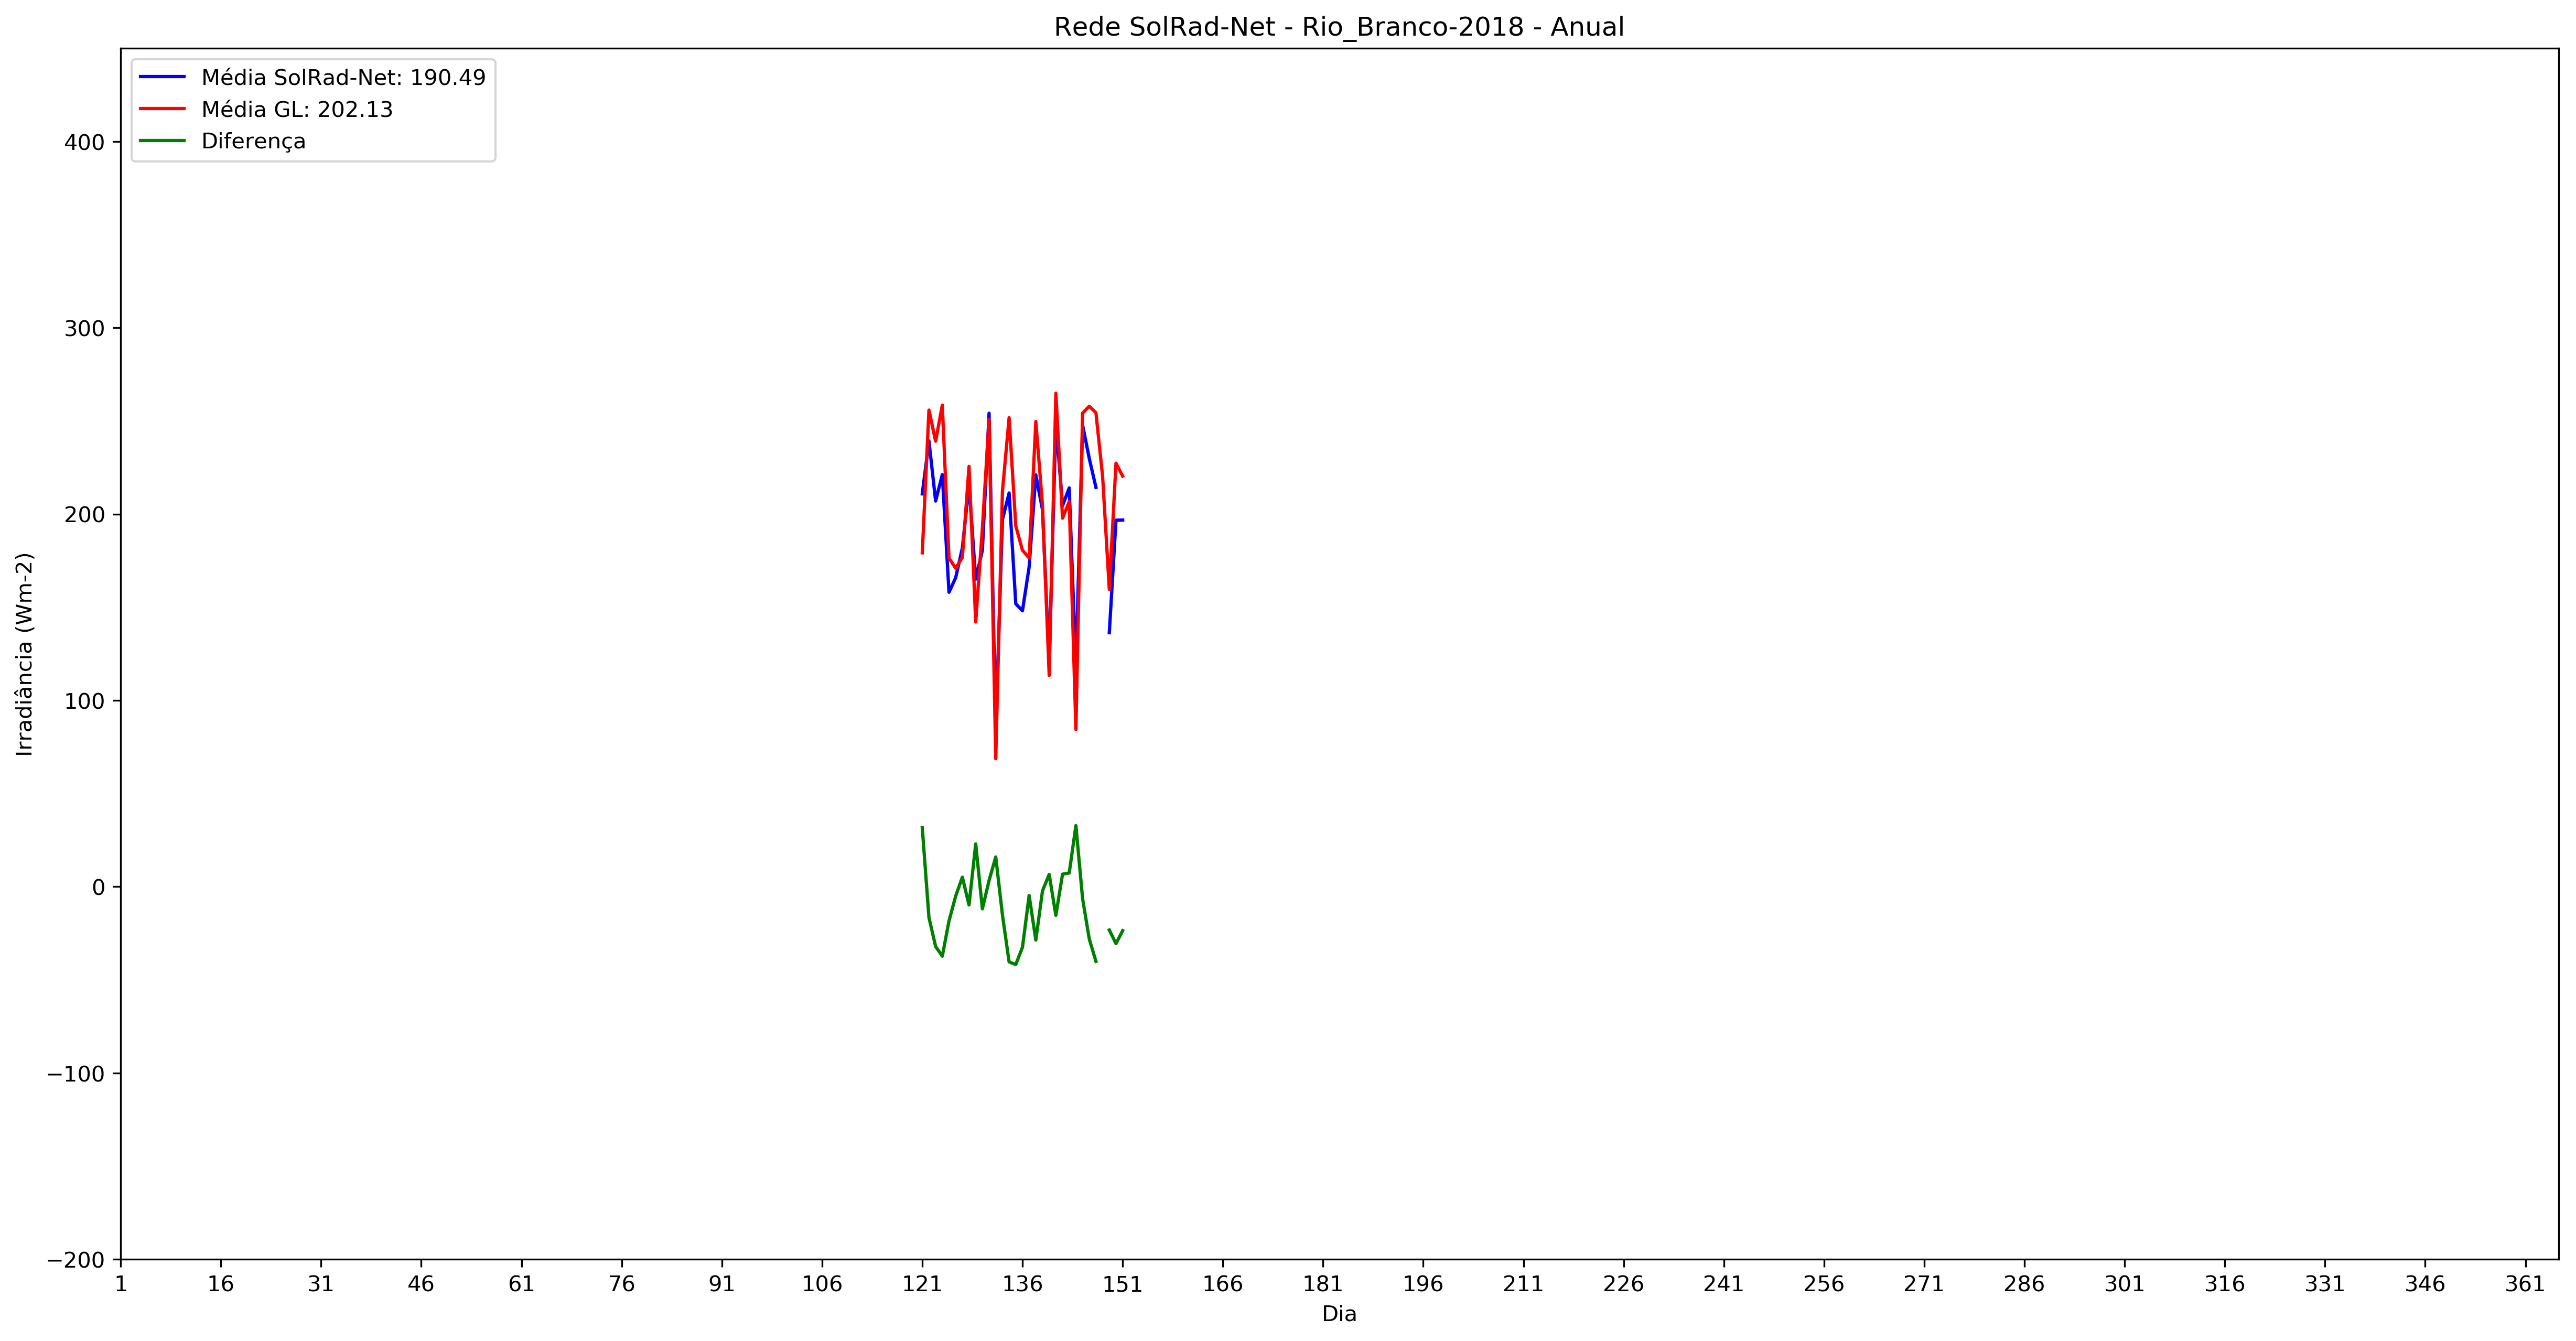 Rede SolRad-Net - Rio_Branco-2018 - Anual
Média SolRad-Net: 190.49
Média GL: 202.13
Diferença
400
300
200
100
0
−100
−200
Irradiância (Wm-2)
1 16 31 46 61 76 91 106 121 136 151 166 181 196 211 226 241 256 271 286 301 316 331 346 361
Dia